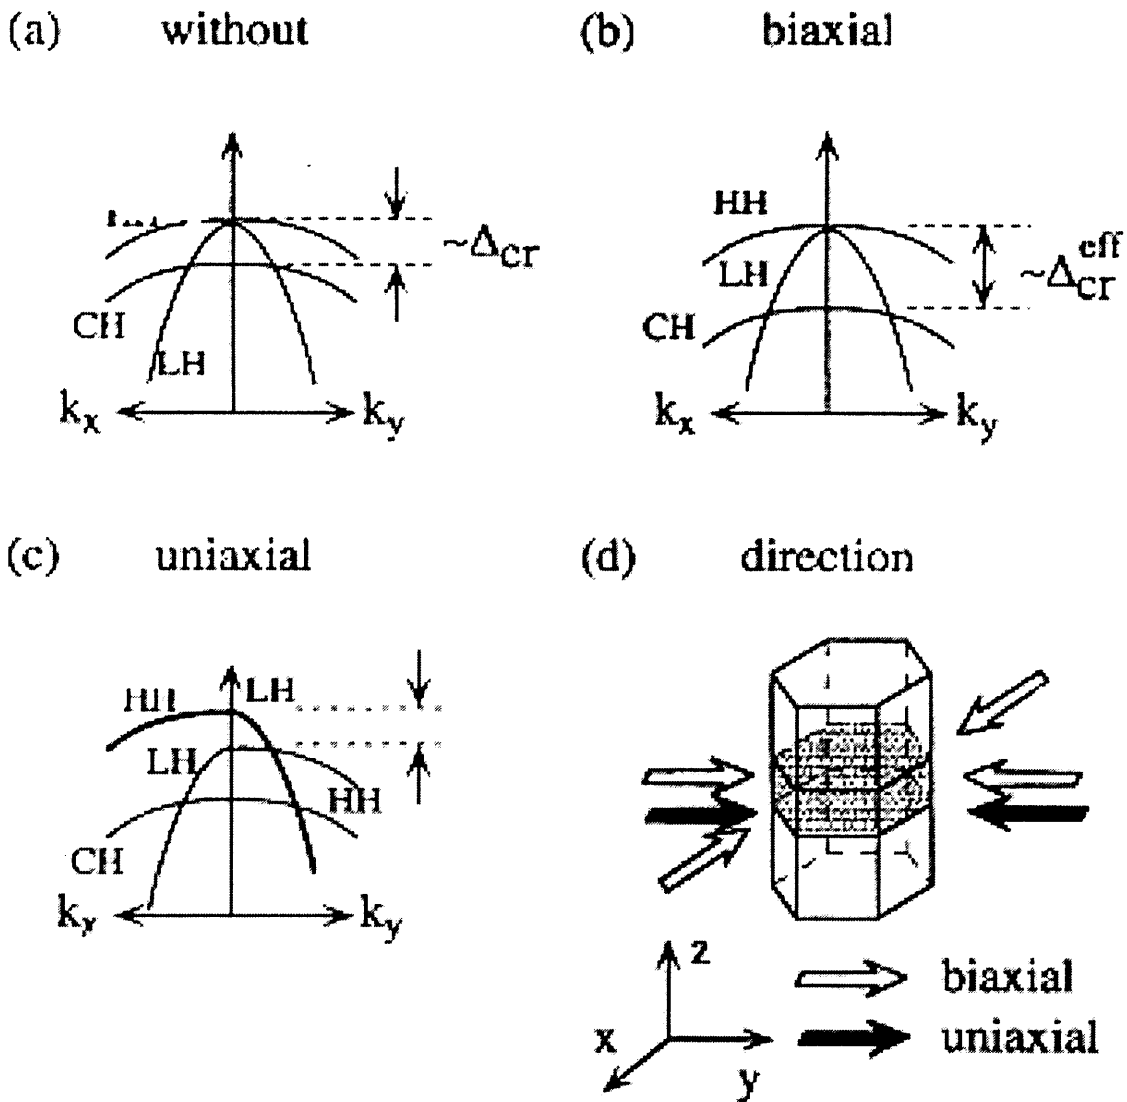 (a) without
(b) biaxial
~Δcr
CH
LH
kx
ky
HH
LH
CH
~Δcr eff
kx
ky
(c) uniaxial
(d) direction
HH
LH
LH
HH
CH
ky
z
x
y
biaxial
uniaxial